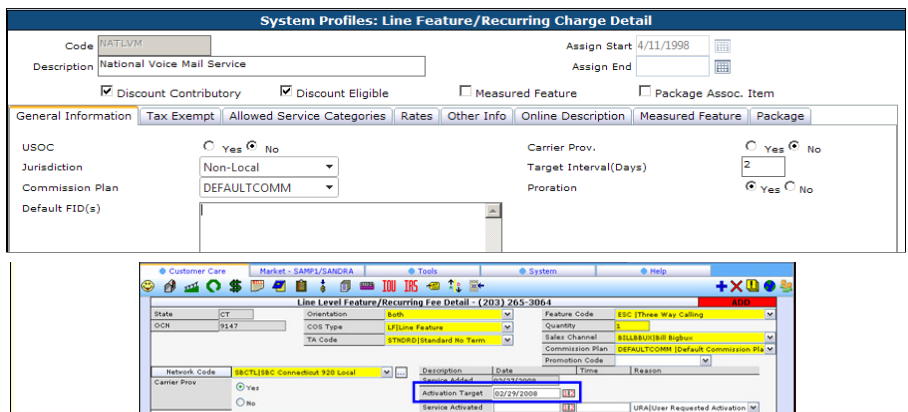 System Profiles: Line Feature/Recurring Charge Detail
Code NATLVM Assign Start 4/11/1998
Description National Voice Mail Service Assign End
Discount Contributory Discount Eligible Measured Feature Package Assoc. Item
General Information Tax Exempt Allowed Service Categories Rates Other Info Online Description Measured Feature Package
USOC Yes No Carrier Prov. Yes No
Jurisdiction Non-Local Target Interval(Days) 2
Commission Plan DEFAULTCOMM Proration Yes No
Default FID(s)
Customer Care Market - SAMP1/SANDRA Tools System Help
IOU IAS
Line Level Feature/Recurring Fee Detail - (203) 265-3064 ADD
State CT Orientation Both Feature Code ESC |Three Way Calling
OCN 9147 COS Type LF|Line Feature Quantity 1
TA Code STNDRD|Standard No Term Sales Channel BILLBBUX|Bill Bigbux
Commission Plan DEFAULTCOMM |Default Commission Pla
Promotion Code
Network Code SBCTL|SBC Connecticut 920 Local ... Description Date Time Reason
Carrier Prov Yes Service Added 02/27/2008
Activation Target 02/29/2008
No Service Activated URA|User Requested Activation